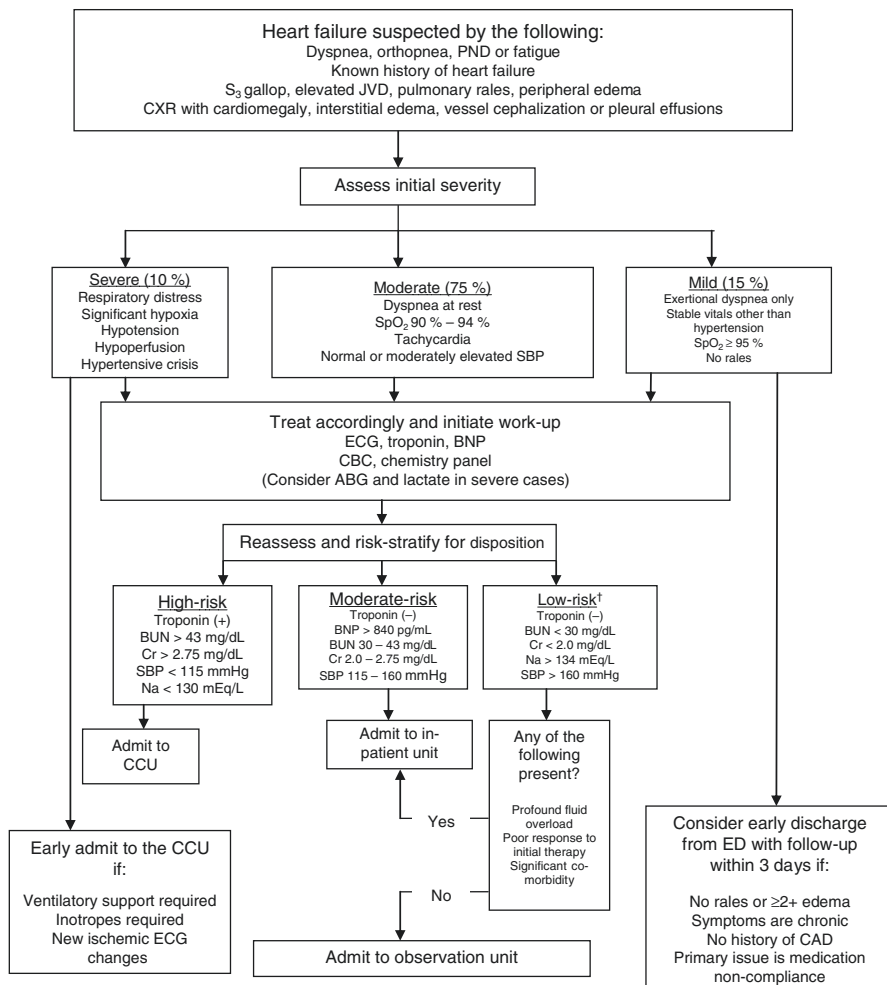 Heart failure suspected by the following:
Dyspnea, orthopnea, PND or fatigue
Known history of heart failure
S3 gallop, elevated JVD, pulmonary rales, peripheral edema
CXR with cardiomegaly, interstitial edema, vessel cephalization or pleural effusions
Assess initial severity
Severe (10 %)
Respiratory distress
Significant hypoxia
Hypotension
Hypoperfusion
Hypertensive crisis
Moderate (75 %)
Dyspnea at rest
SpO2 90 % – 94 %
Tachycardia
Normal or moderately elevated SBP
Mild (15 %)
Exertional dyspnea only
Stable vitals other than
hypertension
SpO2 ≥ 95 %
No rales
Treat accordingly and initiate work-up
ECG, troponin, BNP
CBC, chemistry panel
(Consider ABG and lactate in severe cases)
Reassess and risk-stratify for disposition
High-risk
Troponin (+)
BUN > 43 mg/dL
Cr > 2.75 mg/dL
SBP < 115 mmHg
Na < 130 mEq/L
Moderate-risk
Troponin (–)
BNP > 840 pg/mL
BUN 30 – 43 mg/dL
Cr 2.0 – 2.75 mg/dL
SBP 115 – 160 mmHg
Low-risk†
Troponin (–)
BUN < 30 mg/dL
Cr < 2.0 mg/dL
Na > 134 mEq/L
SBP > 160 mmHg
Admit to
CCU
Admit to in-
patient unit
Any of the
following
present?
Profound fluid
overload
Poor response to
initial therapy
Significant co-
morbidity
Yes
No
Early admit to the CCU
if:
Ventilatory support required
Inotropes required
New ischemic ECG
changes
Admit to observation unit
Consider early discharge
from ED with follow-up
within 3 days if:
No rales or ≥2+ edema
Symptoms are chronic
No history of CAD
Primary issue is medication
non-compliance